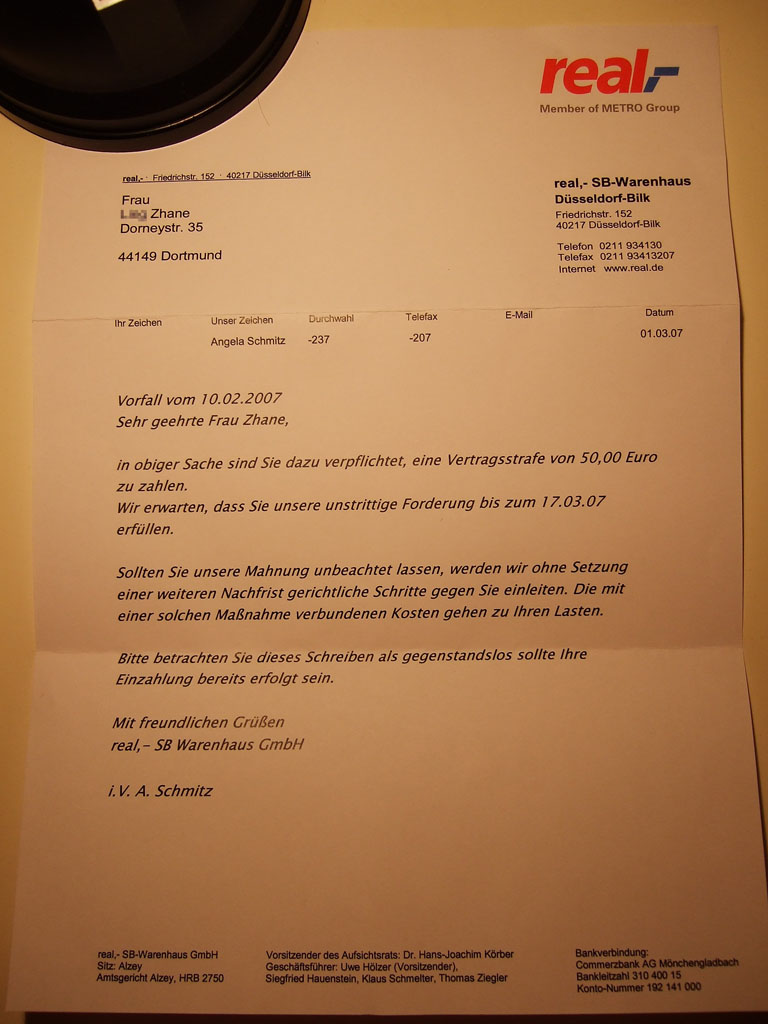 real,-
Member of METRO Group
real,- · Friedrichstr. 152 · 40217 Düsseldorf-Bilk
Frau
Zhane
Dorneystr. 35
44149 Dortmund
real,- SB-Warenhaus
Düsseldorf-Bilk
Friedrichstr. 152
40217 Düsseldorf-Bilk
Telefon 0211 934130
Telefax 0211 93413207
Internet www.real.de
Ihr Zeichen Unser Zeichen Durchwahl Telefax E-Mail Datum
Angela Schmitz -237 -207 01.03.07
Vorfall vom 10.02.2007
Sehr geehrte Frau Zhane,
in obiger Sache sind Sie dazu verpflichtet, eine Vertragsstrafe von 50,00 Euro
zu zahlen.
Wir erwarten, dass Sie unsere unstrittige Forderung bis zum 17.03.07
erfüllen.
Sollten Sie unsere Mahnung unbeachtet lassen, werden wir ohne Setzung
einer weiteren Nachfrist gerichtliche Schritte gegen Sie einleiten. Die mit
einer solchen Maßnahme verbundenen Kosten gehen zu Ihren Lasten.
Bitte betrachten Sie dieses Schreiben als gegenstandslos sollte Ihre
Einzahlung bereits erfolgt sein.
Mit freundlichen Grüßen
real,- SB Warenhaus GmbH
i.V. A. Schmitz
real,- SB-Warenhaus GmbH
Sitz: Alzey
Amtsgericht Alzey, HRB 2750
Vorsitzender des Aufsichtsrats: Dr. Hans-Joachim Körber
Geschäftsführer: Uwe Hölzer (Vorsitzender),
Siegfried Hauenstein, Klaus Schmelter, Thomas Ziegler
Bankverbindung:
Commerzbank AG Mönchengladbach
Bankleitzahl 310 400 15
Konto-Nummer 192 141 000